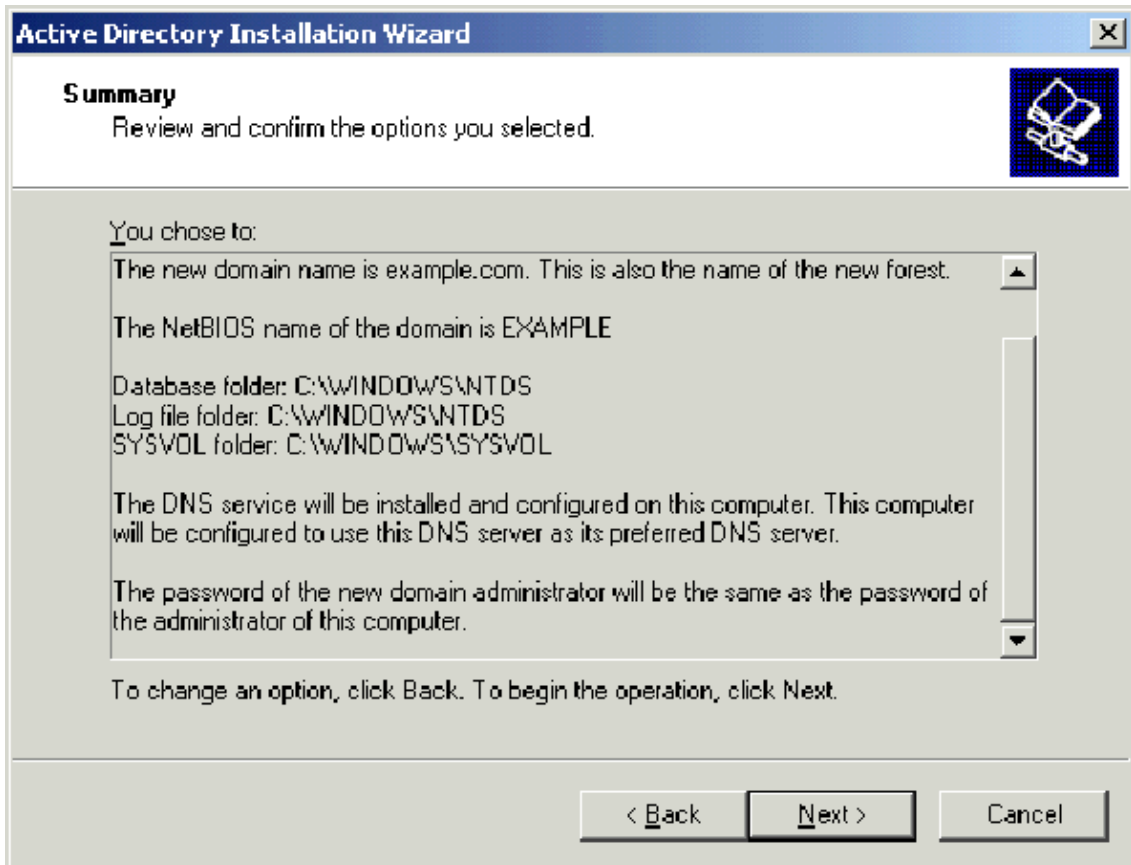 Active Directory Installation Wizard
Summary
Review and confirm the options you selected.
You chose to:
The new domain name is example.com. This is also the name of the new forest.
The NetBIOS name of the domain is EXAMPLE
Database folder: C:\WINDOWS\NTDS
Log file folder: C:\WINDOWS\NTDS
SYSVOL folder: C:\WINDOWS\SYSVOL
The DNS service will be installed and configured on this computer. This computer
will be configured to use this DNS server as its preferred DNS server.
The password of the new domain administrator will be the same as the password of
the administrator of this computer.
To change an option, click Back. To begin the operation, click Next.
< Back Next > Cancel